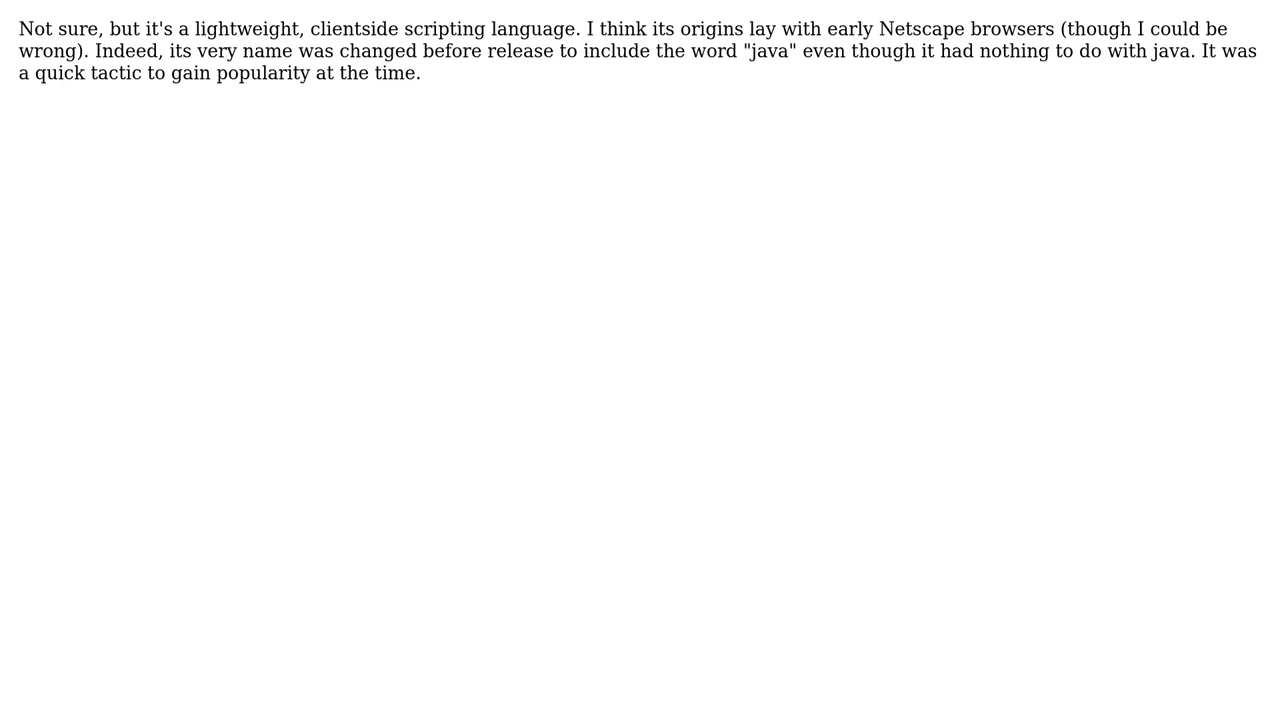 Not sure, but it's a lightweight, clientside scripting language. I think its origins lay with early Netscape browsers (though I could be
wrong). Indeed, its very name was changed before release to include the word "java" even though it had nothing to do with java. It was
a quick tactic to gain popularity at the time.